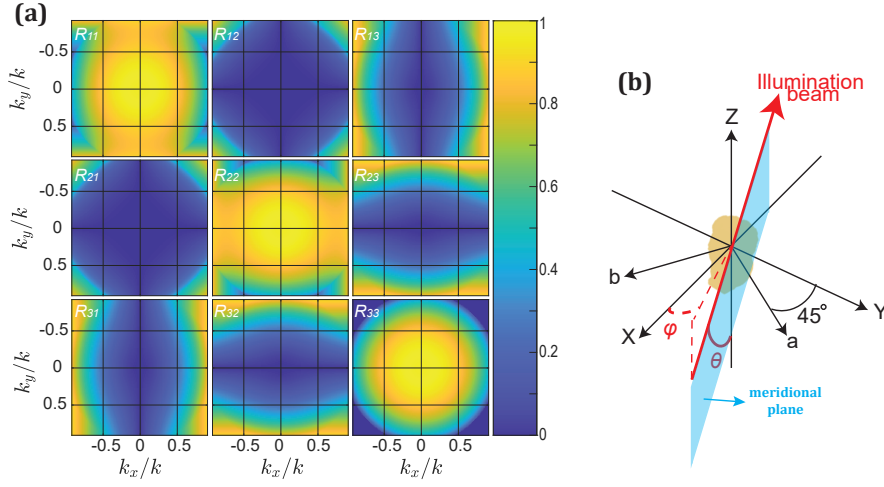 (a)
R11
R12
R13
-0.5
0
0.5
ky/k
R21
R22
R23
-0.5
0
0.5
ky/k
R31
R32
R33
-0.5
0
0.5
ky/k
-0.5 0 0.5
-0.5 0 0.5
-0.5 0 0.5
kx/k
kx/k
kx/k
1
0.8
0.6
0.4
0.2
0
(b)
Illumination
beam
Z
b
X
φ
θ
a
45°
Y
meridional
plane